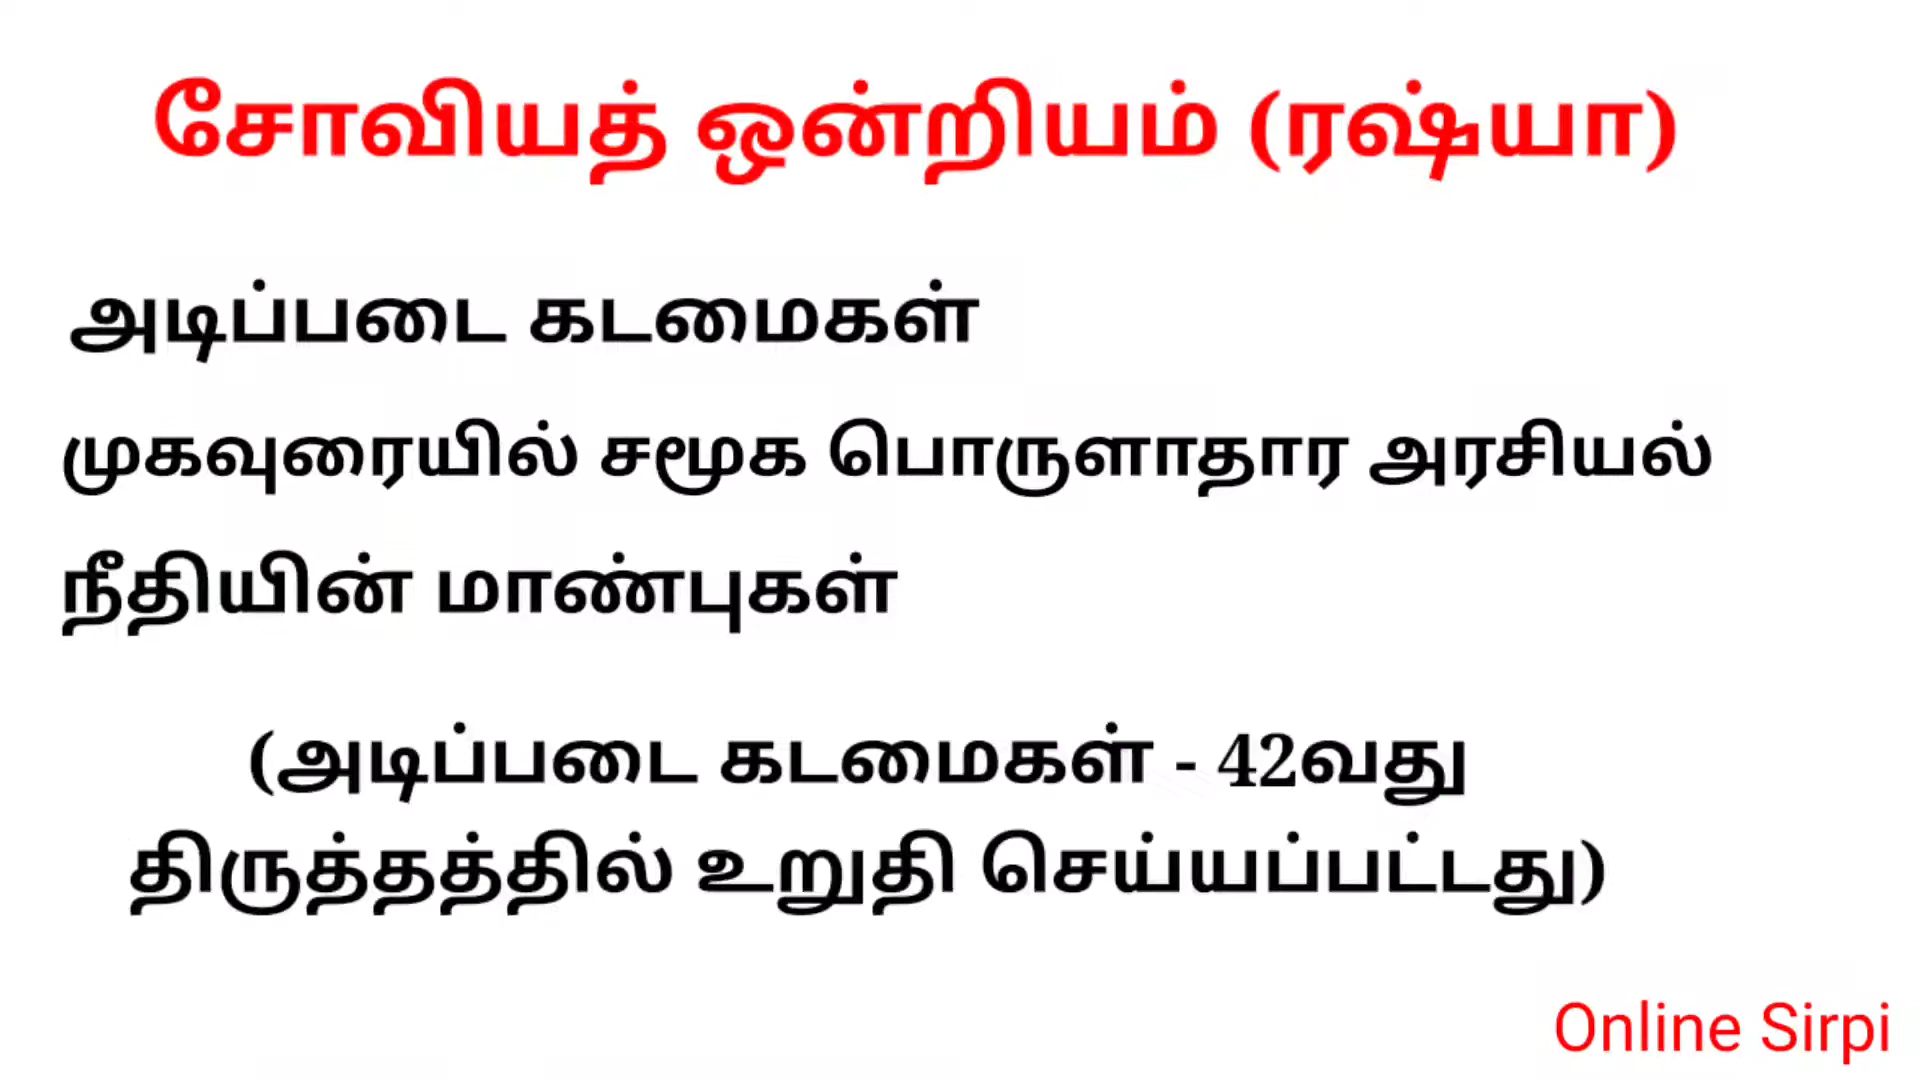 சோவியத் ஒன்றியம் (ரஷ்யா)
அடிப்படை கடமைகள்
முகவுரையில் சமூக பொருளாதார அரசியல்
நீதியின் மாண்புகள்
(அடிப்படை கடமைகள் - 42வது
திருத்தத்தில் உறுதி செய்யப்பட்டது)
Online Sirpi